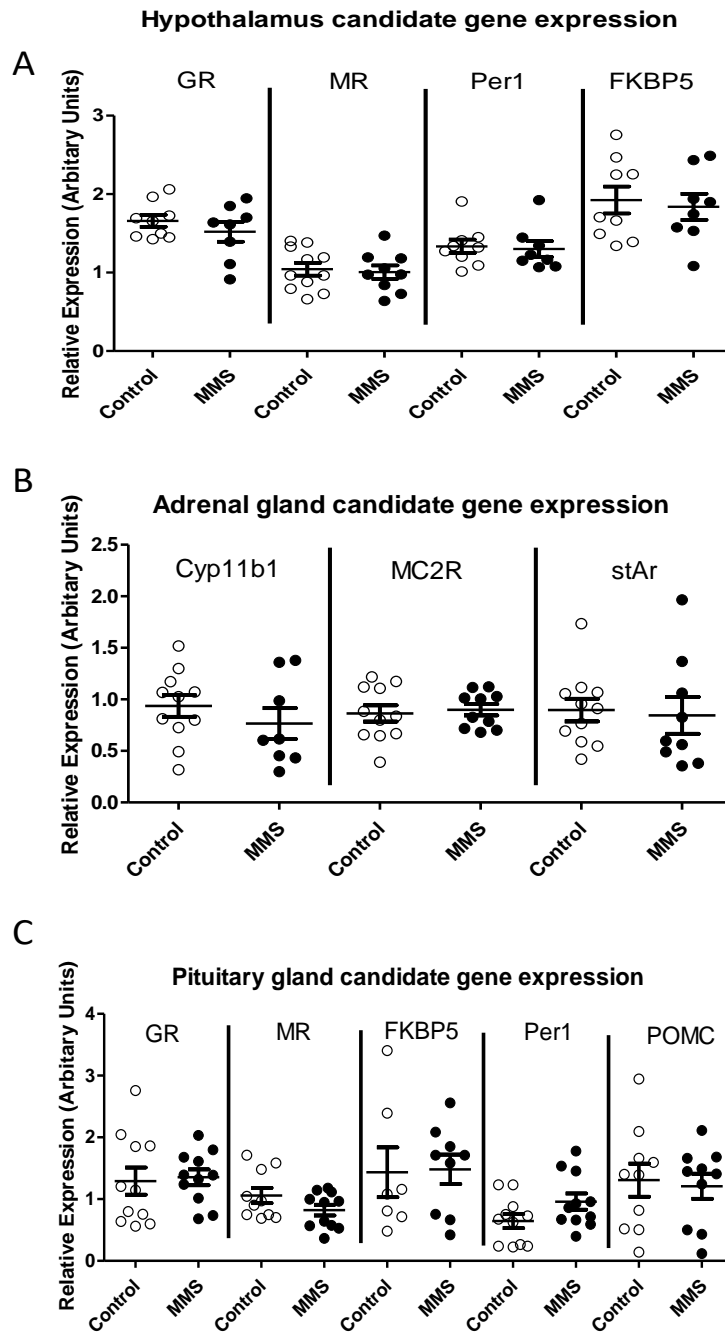 Hypothalamus candidate gene expression
A
GR MR Per1 FKBP5
Relative Expression (Arbitary Units)
3
2
1
0
Control MMS Control MMS Control MMS Control MMS
B
Adrenal gland candidate gene expression
Cyp11b1 MC2R stAr
Relative Expression (Arbitary Units)
2.5
2.0
1.5
1.0
0.5
0.0
Control MMS Control MMS Control MMS
C
Pituitary gland candidate gene expression
GR MR FKBP5 Per1 POMC
Relative Expression (Arbitary Units)
4
3
2
1
0
Control MMS Control MMS Control MMS Control MMS Control MMS